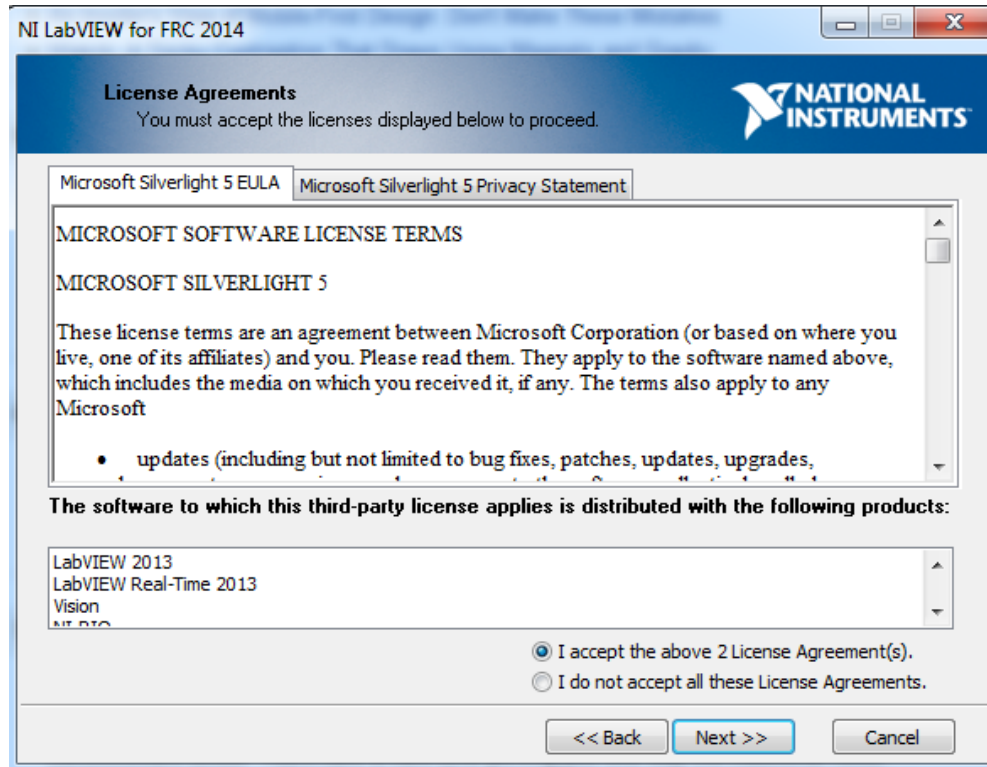 NI LabVIEW for FRC 2014
License Agreements
You must accept the licenses displayed below to proceed.
NATIONAL
INSTRUMENTS
Microsoft Silverlight 5 EULA
Microsoft Silverlight 5 Privacy Statement
MICROSOFT SOFTWARE LICENSE TERMS
MICROSOFT SILVERLIGHT 5
These license terms are an agreement between Microsoft Corporation (or based on where you
live, one of its affiliates) and you. Please read them. They apply to the software named above,
which includes the media on which you received it, if any. The terms also apply to any
Microsoft
• updates (including but not limited to bug fixes, patches, updates, upgrades,
The software to which this third-party license applies is distributed with the following products:
LabVIEW 2013
LabVIEW Real-Time 2013
Vision
I accept the above 2 License Agreement(s).
I do not accept all these License Agreements.
<< Back
Next >>
Cancel